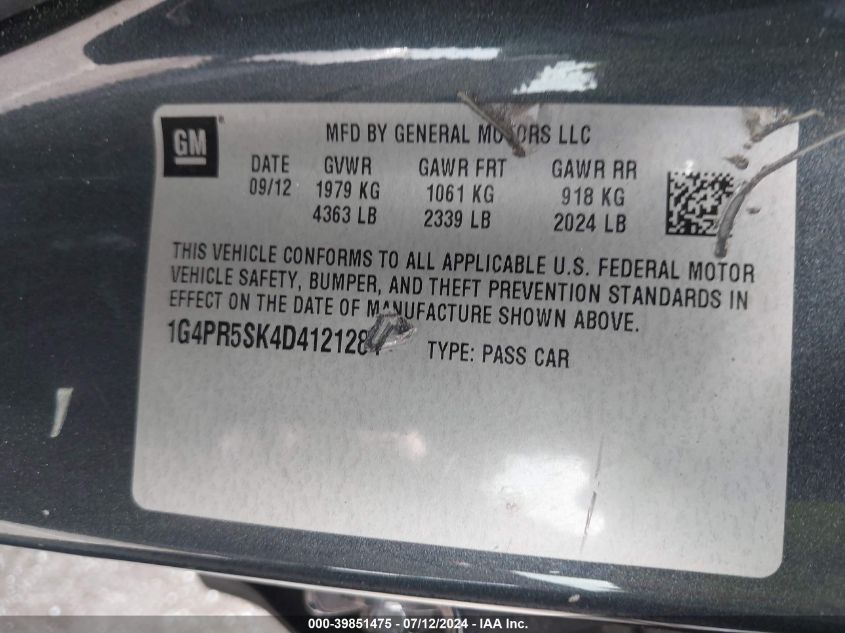 GM
MFD BY GENERAL MOTORS LLC
DATE GVWR GAWR FRT GAWR RR
09/12 1979 KG 1061 KG 918 KG
4363 LB 2339 LB 2024 LB
THIS VEHICLE CONFORMS TO ALL APPLICABLE U.S. FEDERAL MOTOR
VEHICLE SAFETY, BUMPER, AND THEFT PREVENTION STANDARDS IN
EFFECT ON THE DATE OF MANUFACTURE SHOWN ABOVE.
1G4PR5SK4D412128 TYPE: PASS CAR
000-39851475 - 07/12/2024 - IAA Inc.